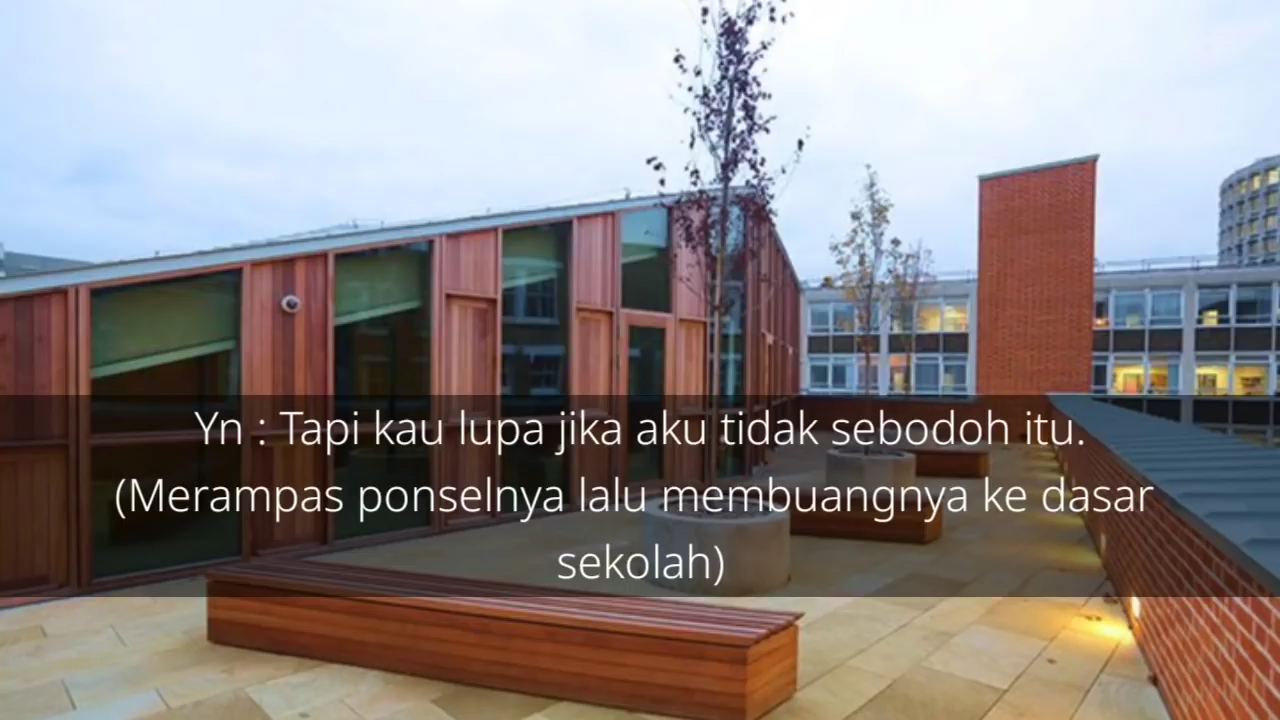 Yn : Tapi kau lupa jika aku tidak sebodoh itu.
(Merampas ponselnya lalu membuangnya ke dasar
sekolah)